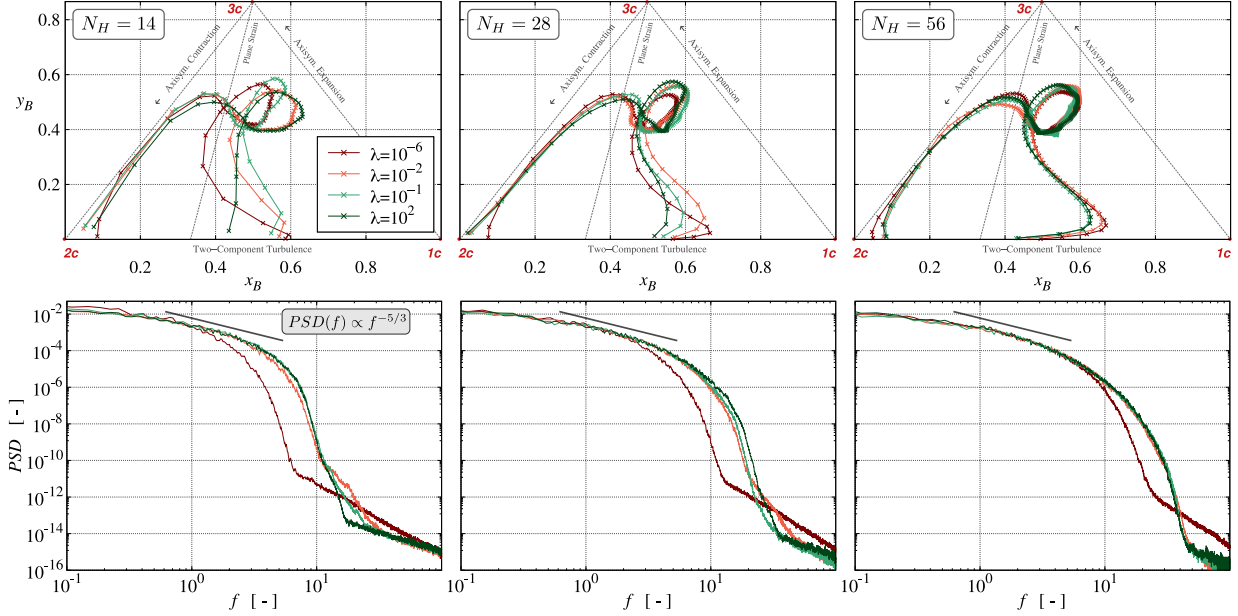 N_H = 14
3c
Axisym. Contraction
Plane Strain
Axisym. Expansion
0.8
0.6
y_B
0.4
0.2
λ=10^-6
λ=10^-2
λ=10^-1
λ=10^2
Two-Component Turbulence
2c
1c
0.2 0.4 0.6 0.8
x_B
N_H = 28
3c
Axisym. Contraction
Plane Strain
Axisym. Expansion
Two-Component Turbulence
2c
1c
0.2 0.4 0.6 0.8
x_B
N_H = 56
3c
Axisym. Contraction
Plane Strain
Axisym. Expansion
Two-Component Turbulence
2c
1c
0.2 0.4 0.6 0.8
x_B
PSD [-]
10^-2
10^-4
10^-6
10^-8
10^-10
10^-12
10^-14
10^-16
PSD(f) ∝ f^-5/3
10^-1 10^0 10^1
f [-]
10^-1 10^0 10^1
f [-]
10^-1 10^0 10^1
f [-]